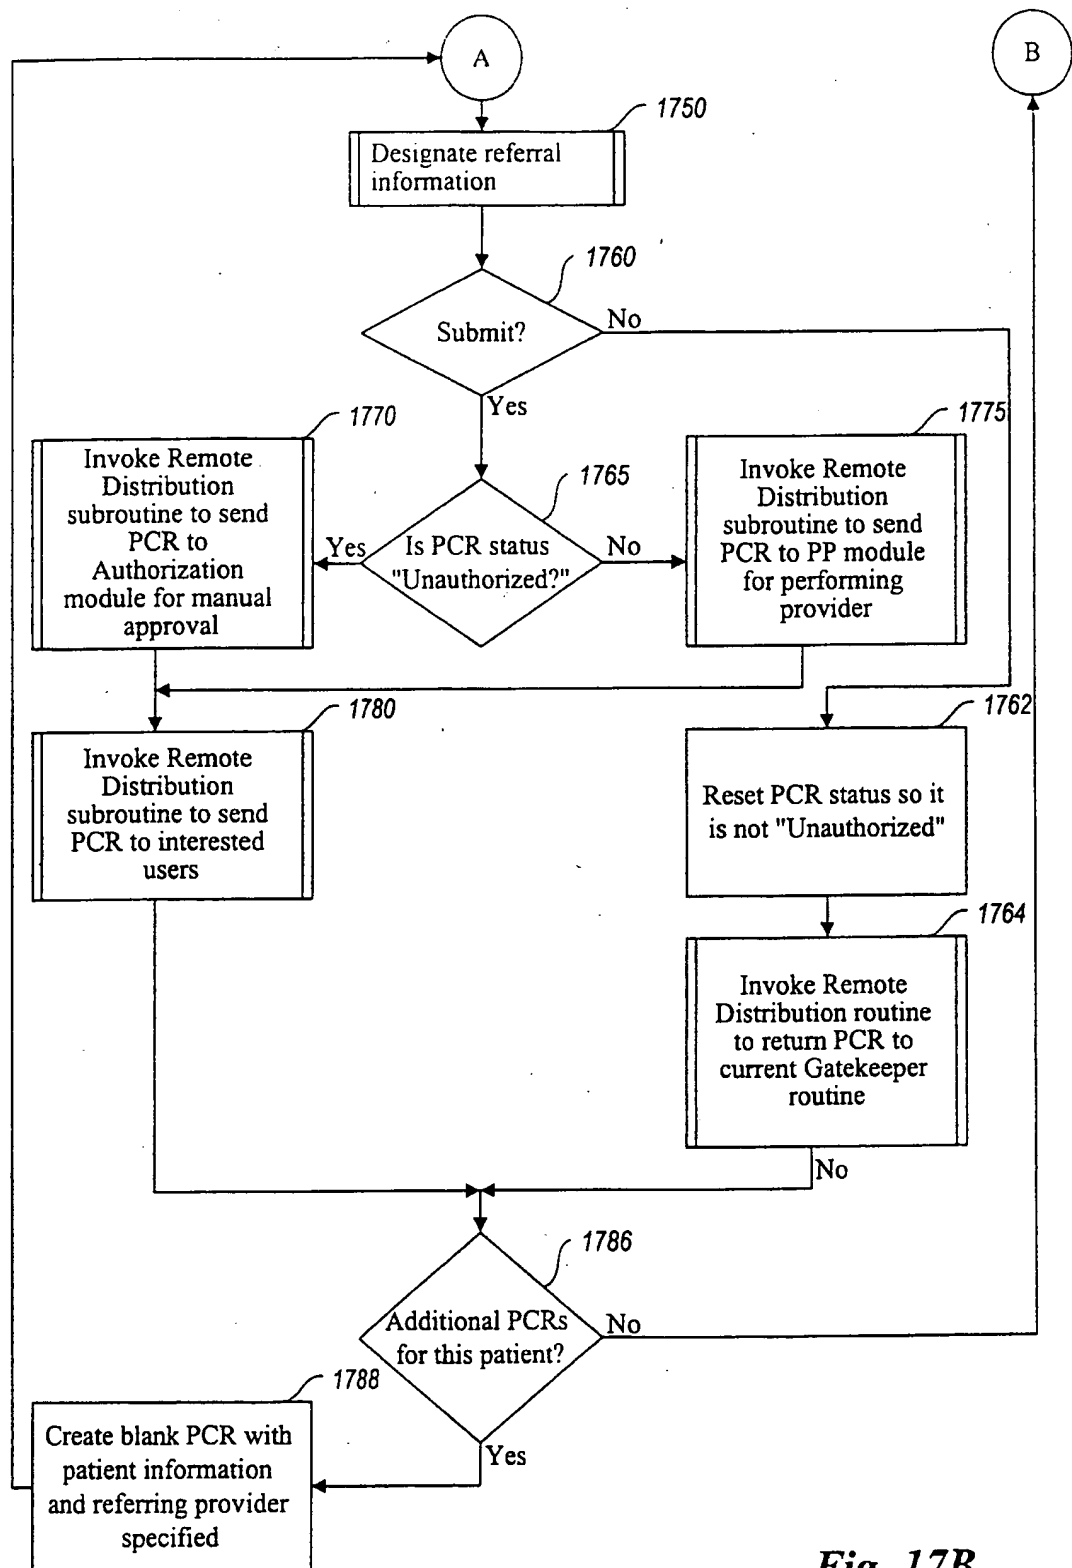 A
B
1750
Designate referral
information
1760
Submit?
No
Yes
1770
Invoke Remote
Distribution
subroutine to send
PCR to
Authorization
module for manual
approval
1765
Yes
Is PCR status
"Unauthorized?"
No
1775
Invoke Remote
Distribution
subroutine to send
PCR to PP module
for performing
provider
1780
Invoke Remote
Distribution
subroutine to send
PCR to interested
users
1762
Reset PCR status so it
is not "Unauthorized"
1764
Invoke Remote
Distribution routine
to return PCR to
current Gatekeeper
routine
No
1786
Additional PCRs
for this patient?
No
Yes
1788
Create blank PCR with
patient information
and referring provider
specified
Fig. 17B